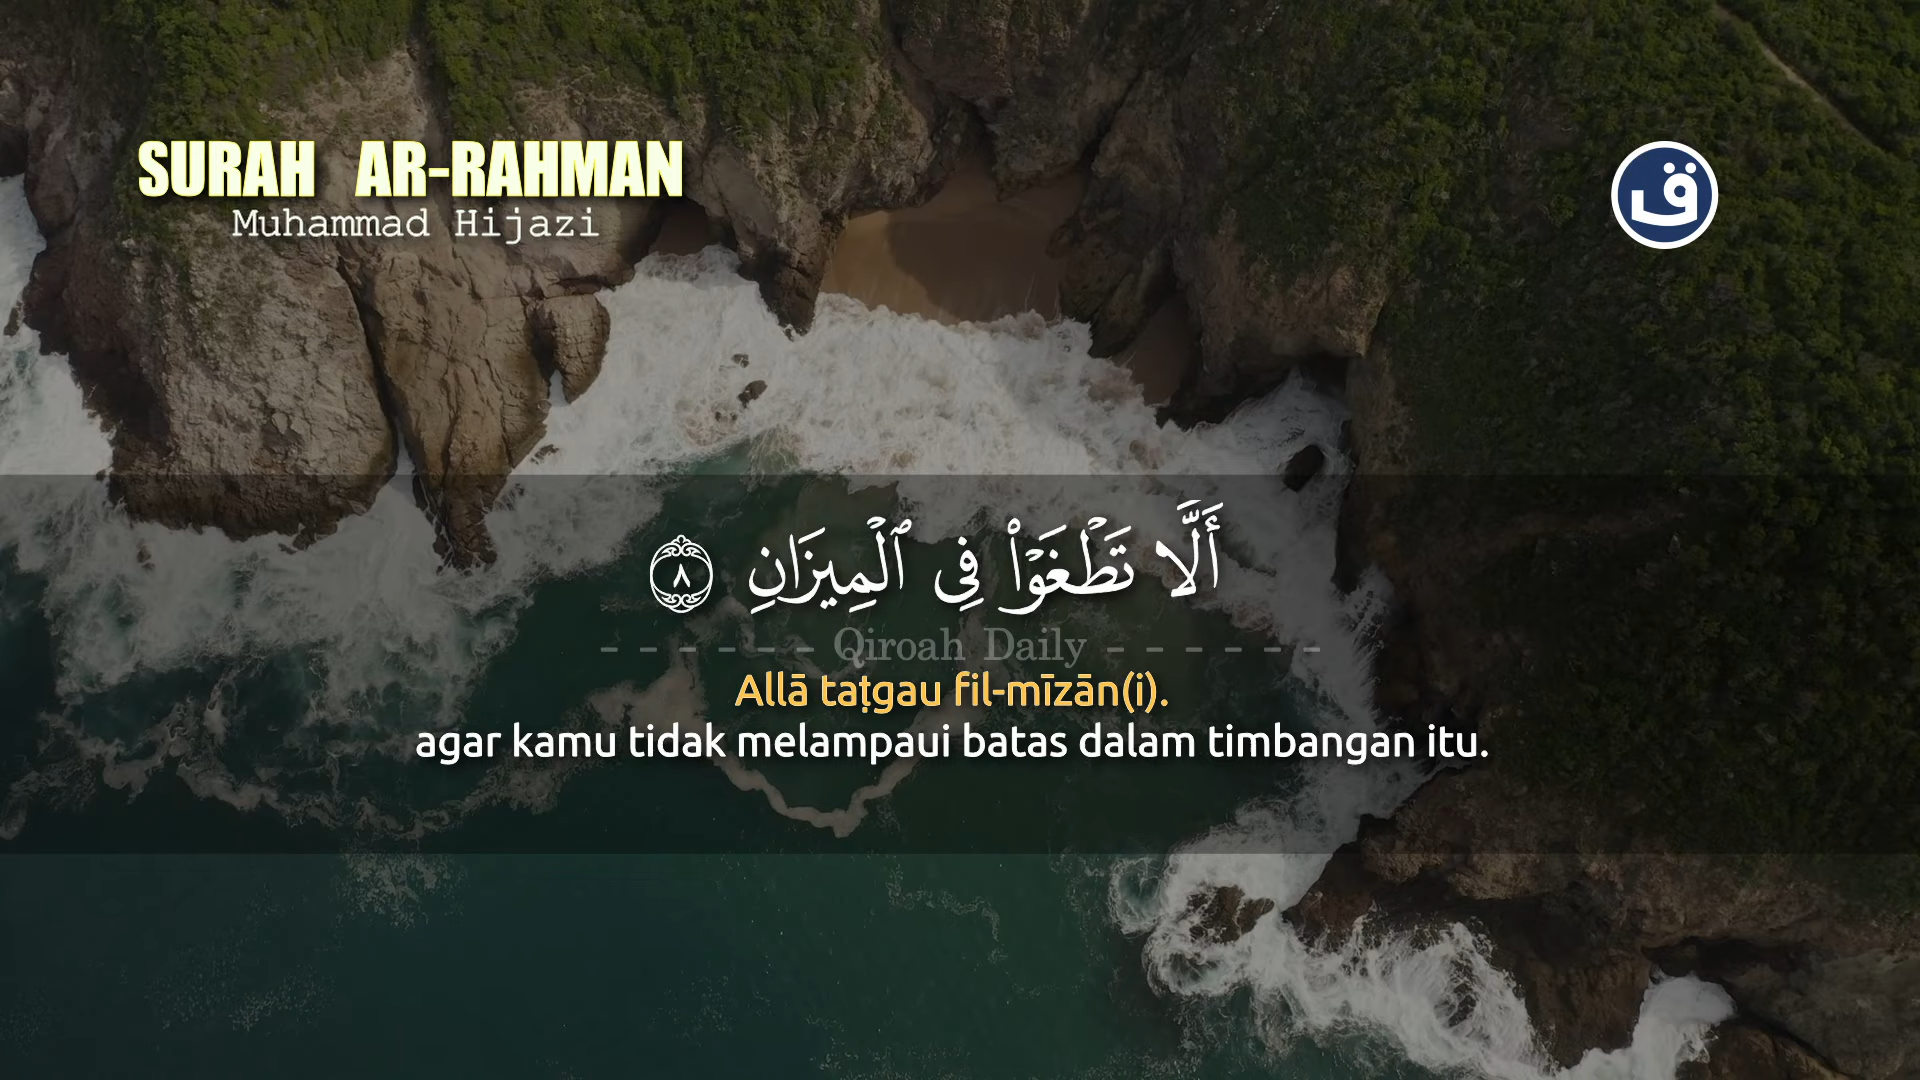 SURAH AR-RAHMAN
Muhammad Hijazi
ق
أَلَّا تَطْغَوْا۟ فِى ٱلْمِيزَانِ ٨
- - - - - - Qiroah Daily - - - - - -
Allā taṭgau fil-mīzān(i).
agar kamu tidak melampaui batas dalam timbangan itu.